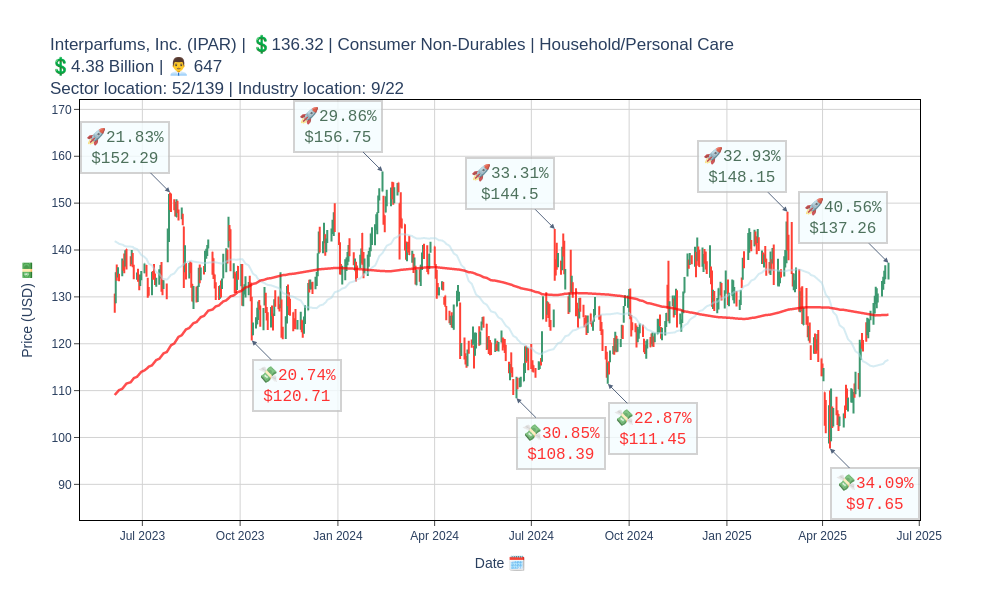 Interparfums, Inc. (IPAR) | 💲136.32 | Consumer Non-Durables | Household/Personal Care
💲4.38 Billion | 👨‍💼 647
Sector location: 52/139 | Industry location: 9/22
170
160
150
140
130
120
110
100
90
Price (USD) 💵
🚀21.83%
$152.29
🚀29.86%
$156.75
🚀33.31%
$144.5
🚀32.93%
$148.15
🚀40.56%
$137.26
💸20.74%
$120.71
💸30.85%
$108.39
💸22.87%
$111.45
💸34.09%
$97.65
Jul 2023
Oct 2023
Jan 2024
Apr 2024
Jul 2024
Oct 2024
Jan 2025
Apr 2025
Jul 2025
Date 🗓️